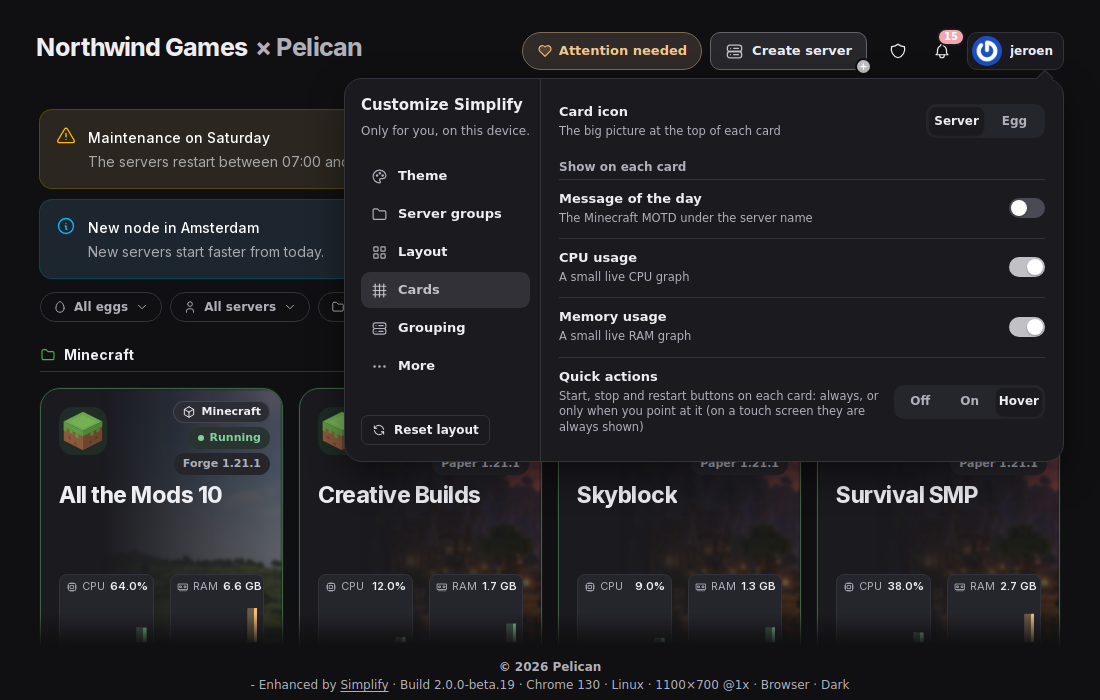 Northwind Games × Pelican
Attention needed
Create server
15
jeroen
Maintenance on Saturday
The servers restart between 07:00 and
New node in Amsterdam
New servers start faster from today.
All eggs
All servers
Customize Simplify
Only for you, on this device.
Theme
Server groups
Layout
Cards
Grouping
More
Reset layout
Card icon
The big picture at the top of each card
Server
Egg
Show on each card
Message of the day
The Minecraft MOTD under the server name
CPU usage
A small live CPU graph
Memory usage
A small live RAM graph
Quick actions
Start, stop and restart buttons on each card: always, or
only when you point at it (on a touch screen they are
always shown)
Off
On
Hover
Minecraft
Minecraft
Running
Forge 1.21.1
All the Mods 10
CPU 64.0%
RAM 6.6 GB
Paper 1.21.1
Creative Builds
CPU 12.0%
RAM 1.7 GB
Paper 1.21.1
Skyblock
CPU 9.0%
RAM 1.3 GB
Paper 1.21.1
Survival SMP
CPU 38.0%
RAM 2.7 GB
© 2026 Pelican
- Enhanced by Simplify · Build 2.0.0-beta.19 · Chrome 130 · Linux · 1100×700 @1x · Browser · Dark